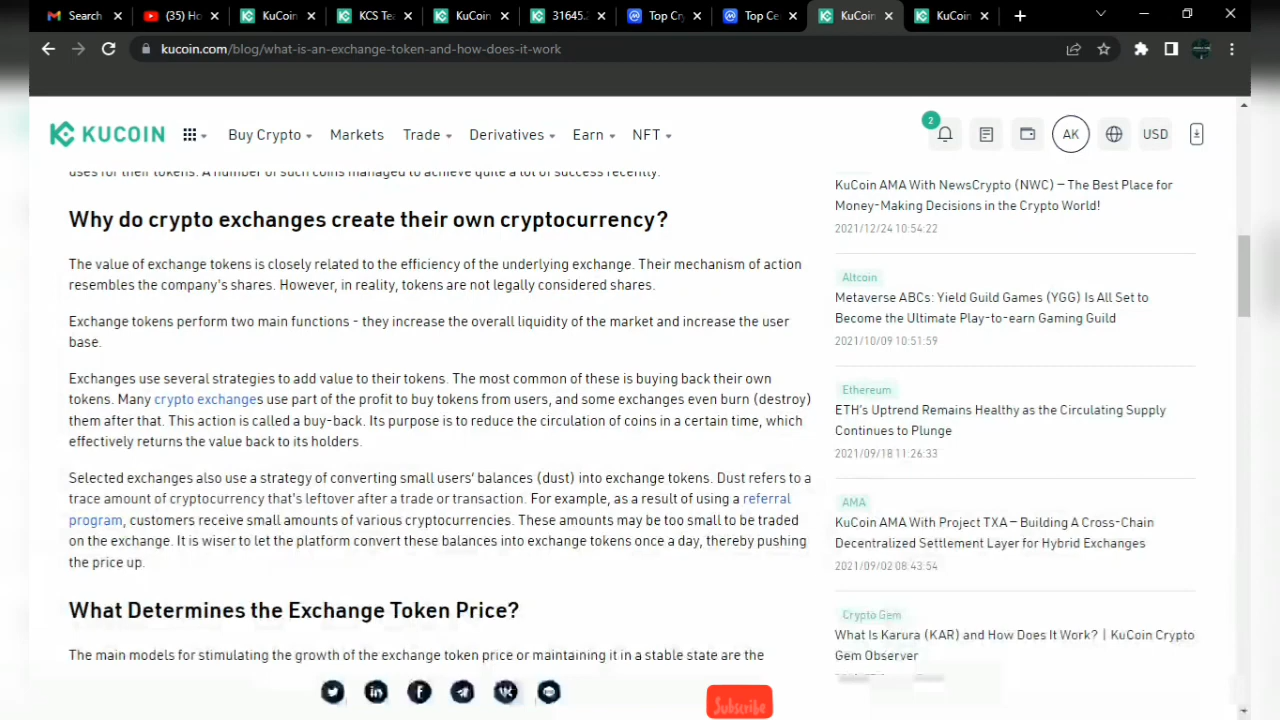 Search
(35) Ho
KuCoin
KCS Tea
KuCoin
31645.
Top Cry
Top Ce
KuCoin
KuCoin
kucoin.com/blog/what-is-an-exchange-token-and-how-does-it-work
KUCOIN
Buy Crypto
Markets
Trade
Derivatives
Earn
NFT
2
AK
USD
uses for their tokens. A number of such coins managed to achieve quite a lot of success recently.
Why do crypto exchanges create their own cryptocurrency?
The value of exchange tokens is closely related to the efficiency of the underlying exchange. Their mechanism of action
resembles the company's shares. However, in reality, tokens are not legally considered shares.
Exchange tokens perform two main functions - they increase the overall liquidity of the market and increase the user
base.
Exchanges use several strategies to add value to their tokens. The most common of these is buying back their own
tokens. Many crypto exchanges use part of the profit to buy tokens from users, and some exchanges even burn (destroy)
them after that. This action is called a buy-back. Its purpose is to reduce the circulation of coins in a certain time, which
effectively returns the value back to its holders.
Selected exchanges also use a strategy of converting small users' balances (dust) into exchange tokens. Dust refers to a
trace amount of cryptocurrency that's leftover after a trade or transaction. For example, as a result of using a referral
program, customers receive small amounts of various cryptocurrencies. These amounts may be too small to be traded
on the exchange. It is wiser to let the platform convert these balances into exchange tokens once a day, thereby pushing
the price up.
What Determines the Exchange Token Price?
The main models for stimulating the growth of the exchange token price or maintaining it in a stable state are the
KuCoin AMA With NewsCrypto (NWC) — The Best Place for
Money-Making Decisions in the Crypto World!
2021/12/24 10:54:22
Altcoin
Metaverse ABCs: Yield Guild Games (YGG) Is All Set to
Become the Ultimate Play-to-earn Gaming Guild
2021/10/09 10:51:59
Ethereum
ETH's Uptrend Remains Healthy as the Circulating Supply
Continues to Plunge
2021/09/18 11:26:33
AMA
KuCoin AMA With Project TXA — Building A Cross-Chain
Decentralized Settlement Layer for Hybrid Exchanges
2021/09/02 08:43:54
Crypto Gem
What Is Karura (KAR) and How Does It Work? | KuCoin Crypto
Gem Observer
Subscribe